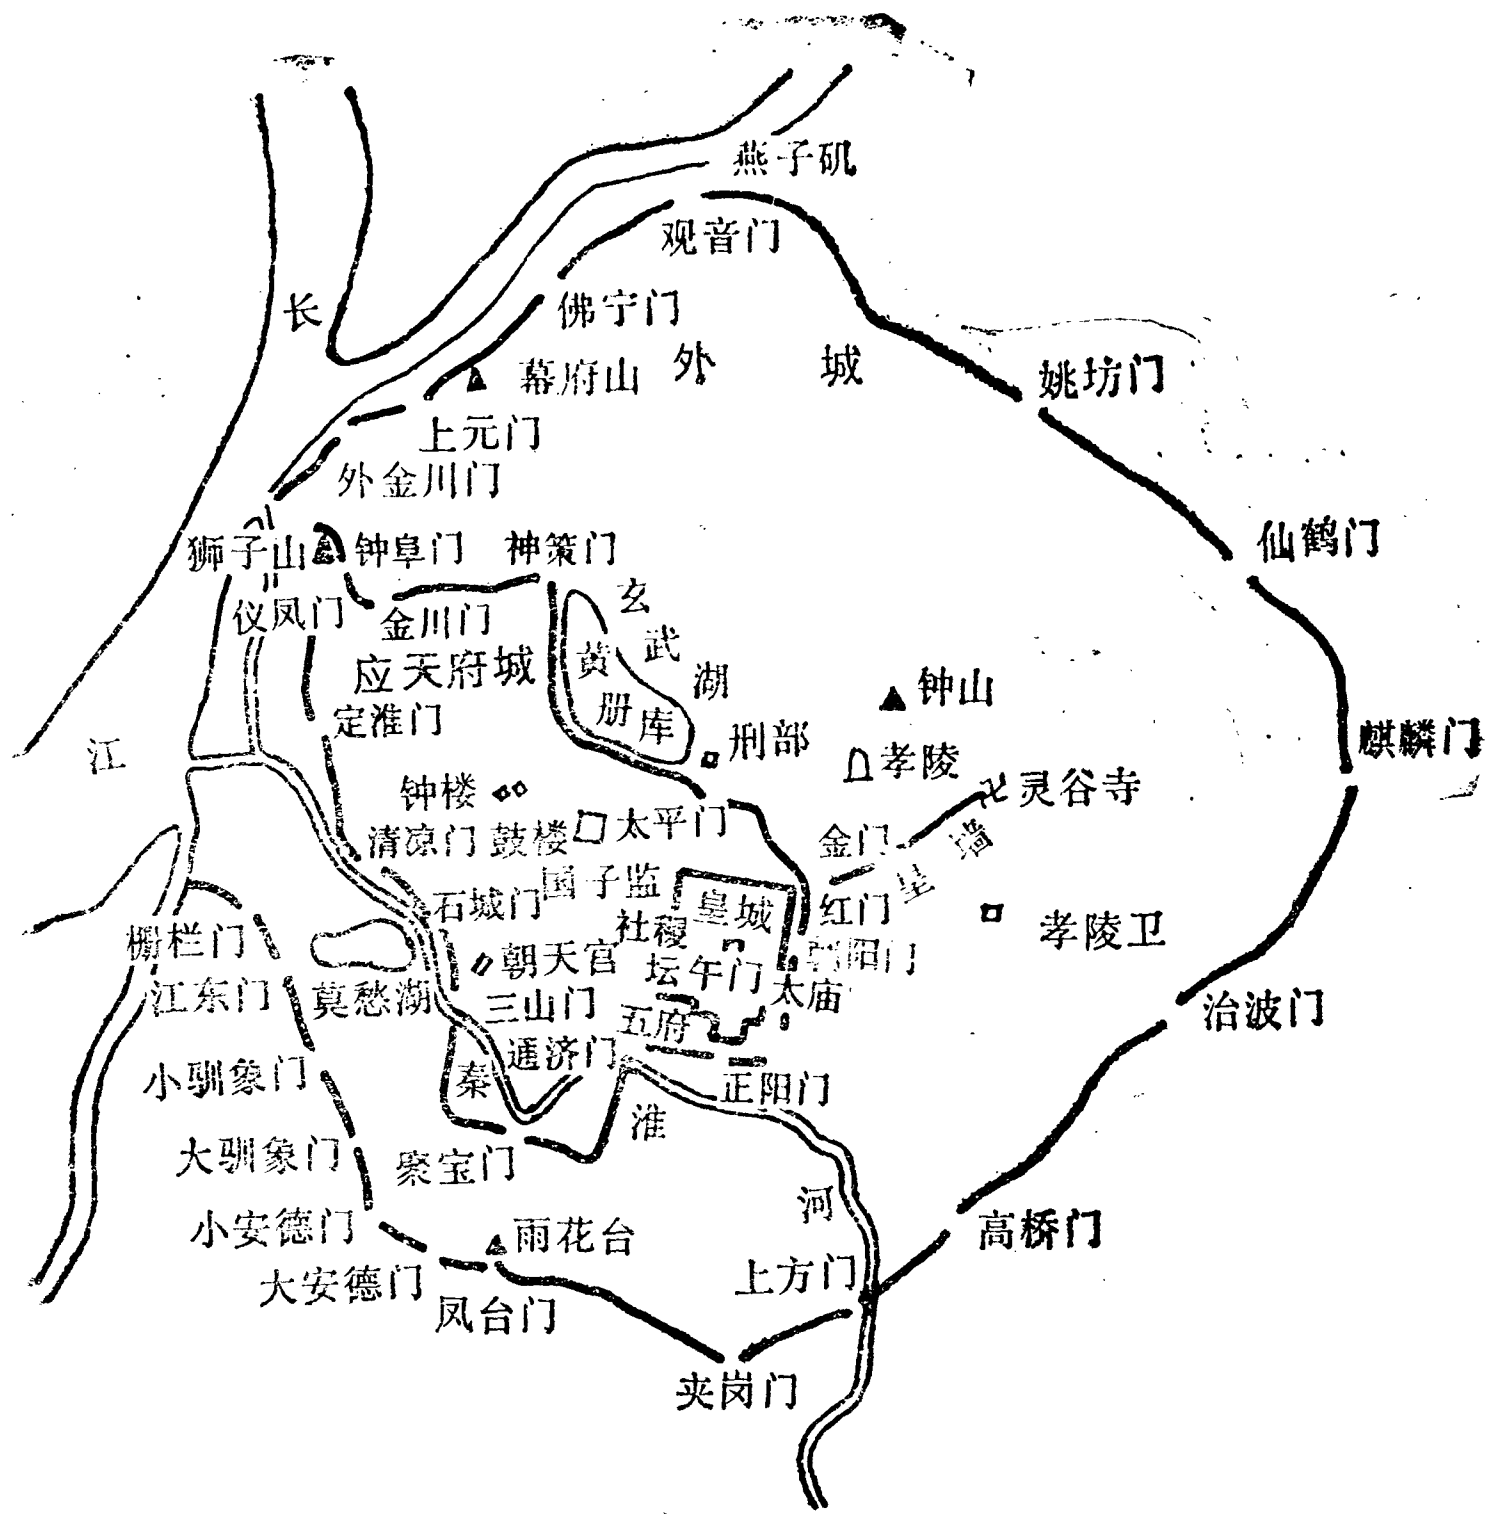 燕子矶
观音门
长
佛宁门
幕府山
外城
姚坊门
上元门
外金川门
仙鹤门
狮子山
钟阜门
神策门
仪凤门
金川门
玄武湖
应天府城
黄册库
钟山
定淮门
刑部
麒麟门
江
孝陵
钟楼
灵谷寺
清凉门
鼓楼
太平门
金门
皇墙
国子监
石城门
皇城
红门
社稷坛
栅栏门
朝天宫
午门
朝阳门
孝陵卫
江东门
莫愁湖
三山门
太庙
五府
治波门
通济门
小驯象门
秦
正阳门
淮
大驯象门
聚宝门
河
小安德门
雨花台
高桥门
大安德门
上方门
凤台门
夹岗门